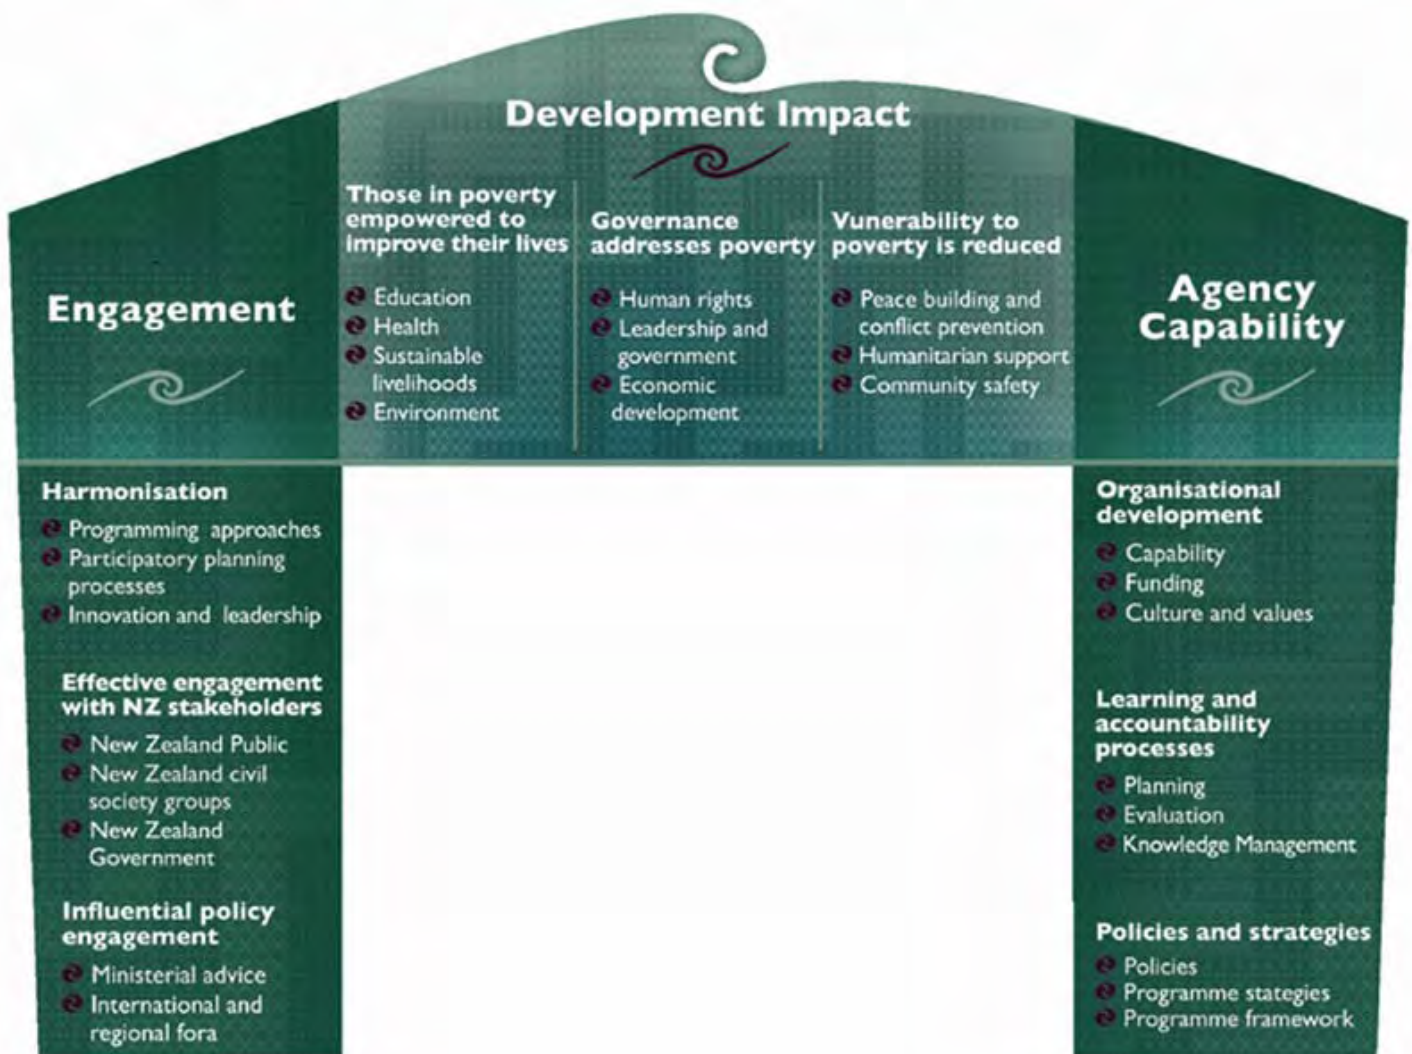 Development Impact
Those in poverty
empowered to
improve their lives
Education
Health
Sustainable
livelihoods
Environment
Governance
addresses poverty
Human rights
Leadership and
government
Economic
development
Vunerability to
poverty is reduced
Peace building and
conflict prevention
Humanitarian support
Community safety
Engagement
Harmonisation
Programming approaches
Participatory planning
processes
Innovation and leadership
Effective engagement
with NZ stakeholders
New Zealand Public
New Zealand civil
society groups
New Zealand
Government
Influential policy
engagement
Ministerial advice
International and
regional fora
Agency
Capability
Organisational
development
Capability
Funding
Culture and values
Learning and
accountability
processes
Planning
Evaluation
Knowledge Management
Policies and strategies
Policies
Programme stategies
Programme framework